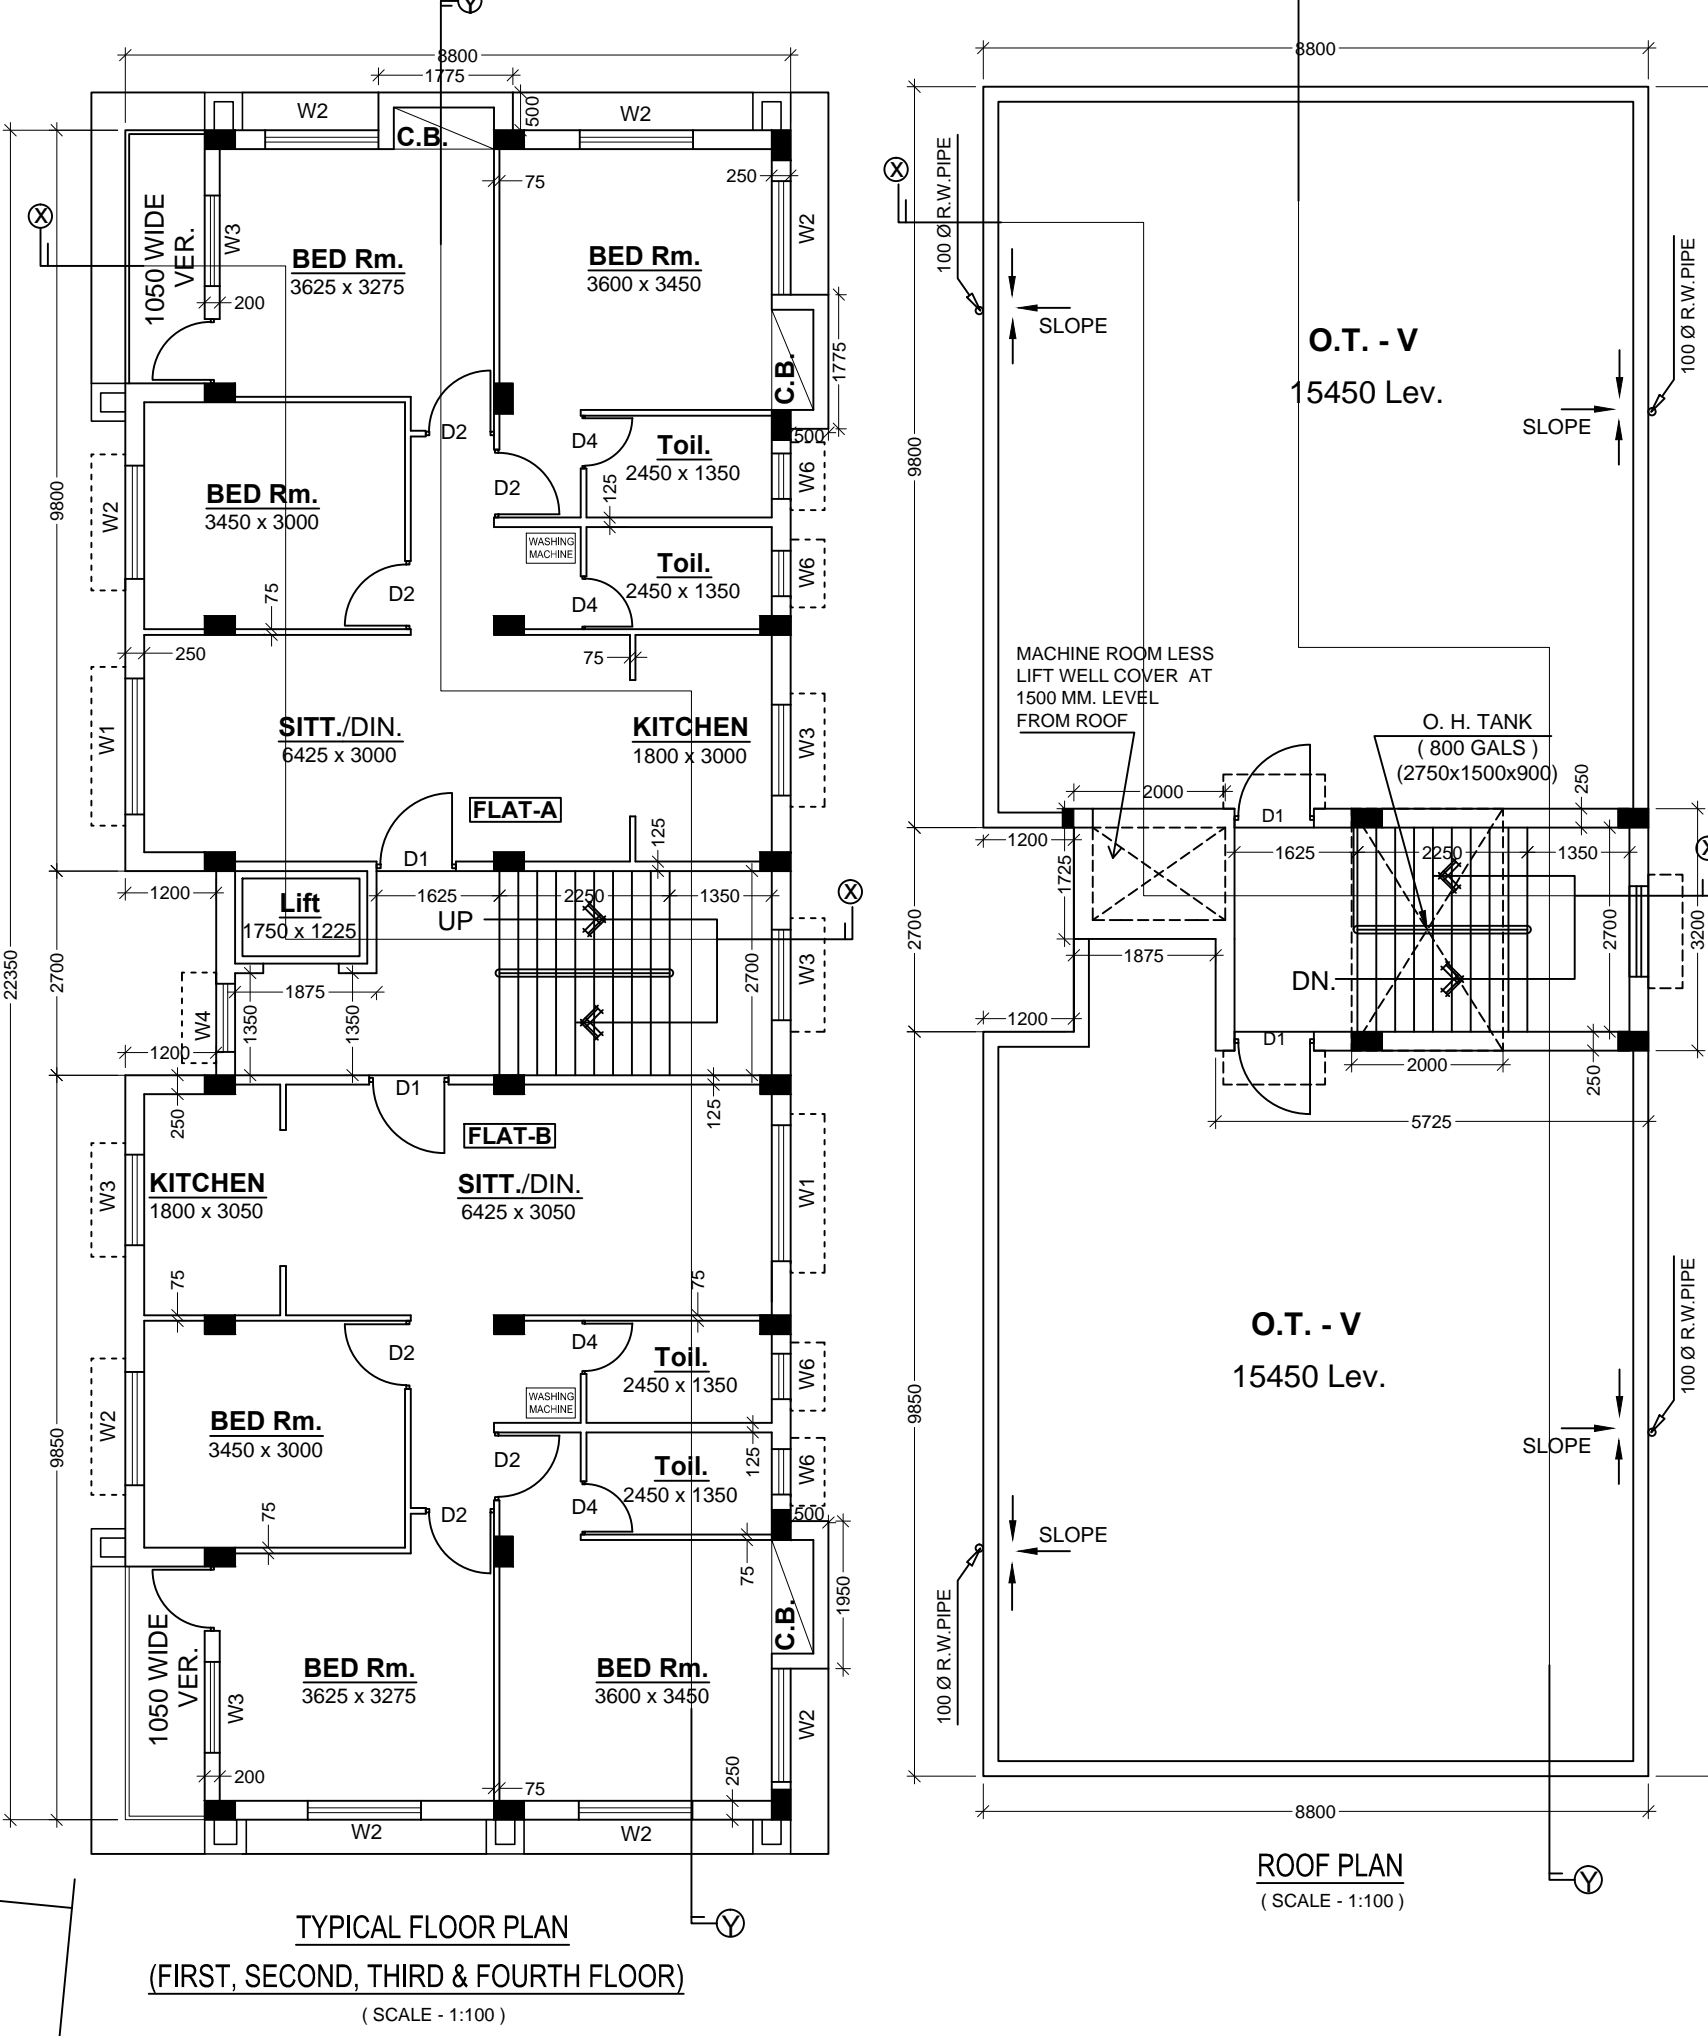 Y
8800
1775
W2
W2
500
C.B.
75
250
X
1050 WIDE
VER.
W3
BED Rm.
3625 x 3275
BED Rm.
3600 x 3450
W2
200
C.B.
1775
9800
D2
D4
Toil.
2450 x 1350
500
W6
BED Rm.
3450 x 3000
W2
D2
125
WASHING
MACHINE
Toil.
2450 x 1350
W6
75
D2
D4
250
75
W1
SITT./DIN.
6425 x 3000
KITCHEN
1800 x 3000
W3
FLAT-A
D1
125
1200
Lift
1750 x 1225
1625
2250
1350
X
UP
22350
2700
1875
W4
1350
1350
2700
W3
1200
D1
250
125
FLAT-B
W3
KITCHEN
1800 x 3050
SITT./DIN.
6425 x 3050
W1
75
75
D2
D4
Toil.
2450 x 1350
W6
WASHING
MACHINE
W2
BED Rm.
3450 x 3000
9850
D2
125
Toil.
2450 x 1350
W6
D2
D4
500
75
75
1050 WIDE
VER.
W3
BED Rm.
3625 x 3275
BED Rm.
3600 x 3450
C.B.
1950
W2
200
75
250
W2
W2
Y
TYPICAL FLOOR PLAN
(FIRST, SECOND, THIRD & FOURTH FLOOR)
( SCALE - 1:100 )
8800
X
100 Ø R.W.PIPE
100 Ø R.W.PIPE
SLOPE
O.T. - V
15450 Lev.
SLOPE
9800
MACHINE ROOM LESS
LIFT WELL COVER AT
1500 MM. LEVEL
FROM ROOF
O. H. TANK
( 800 GALS )
(2750x1500x900)
2000
D1
250
1200
1725
1625
2250
1350
X
2700
1875
DN.
2700
3200
1200
D1
2000
250
5725
O.T. - V
15450 Lev.
100 Ø R.W.PIPE
9850
SLOPE
SLOPE
100 Ø R.W.PIPE
8800
ROOF PLAN
( SCALE - 1:100 )
Y